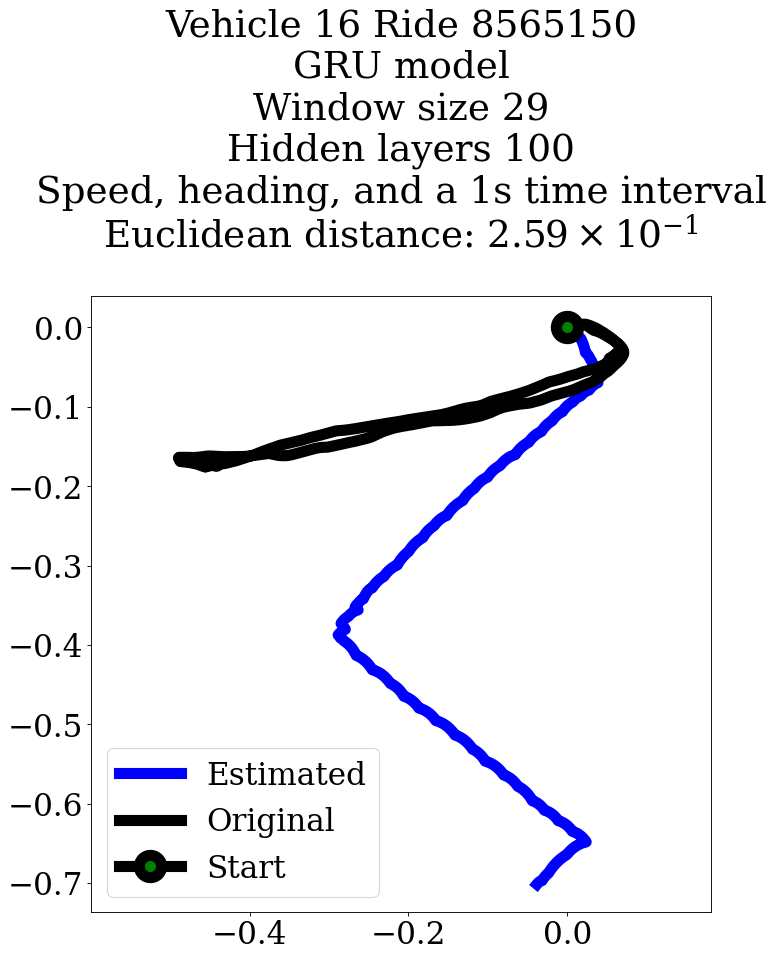 Vehicle 16 Ride 8565150
GRU model
Window size 29
Hidden layers 100
Speed, heading, and a 1s time interval
Euclidean distance: 2.59 × 10⁻¹
0.0
−0.1
−0.2
−0.3
−0.4
−0.5
−0.6
−0.7
Estimated
Original
Start
−0.4 −0.2 0.0